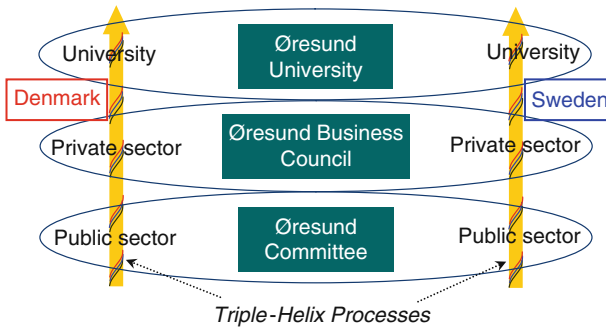 University
Øresund
University
University
Denmark
Sweden
Private sector
Øresund Business
Council
Private sector
Public sector
Øresund
Committee
Public sector
Triple-Helix Processes